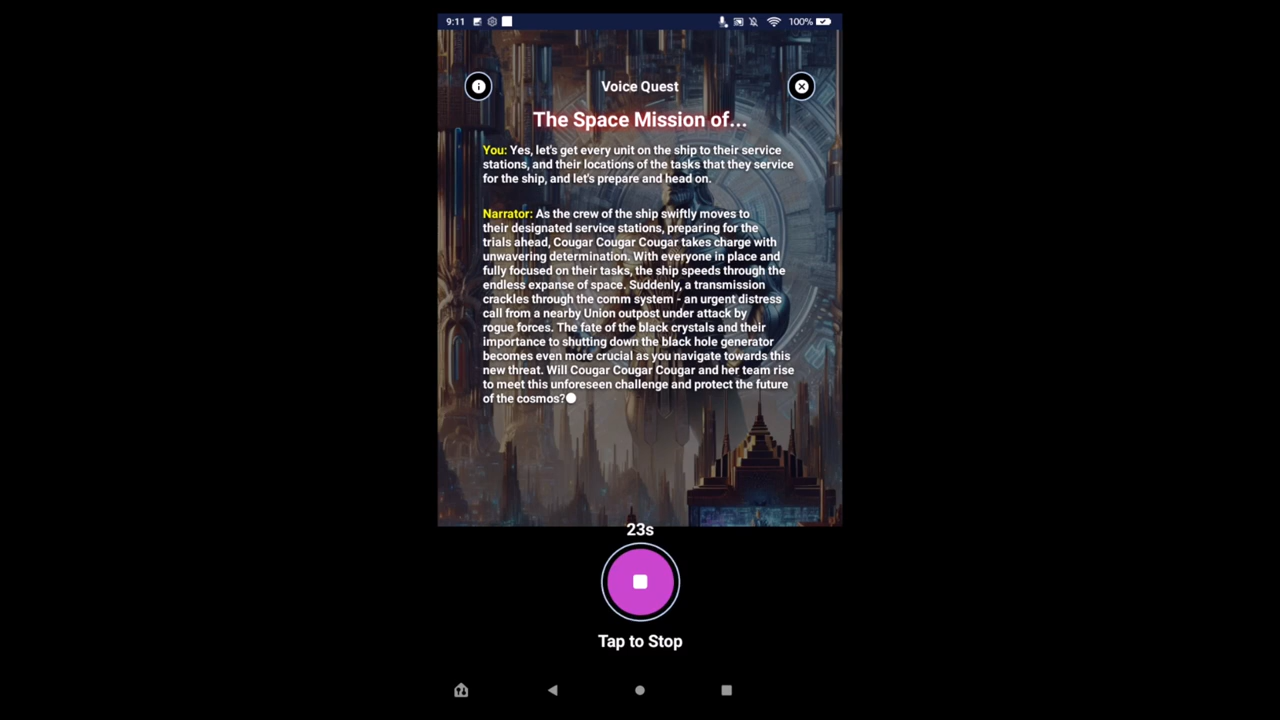 9:11
100%
Voice Quest
The Space Mission of...
You: Yes, let's get every unit on the ship to their service
stations, and their locations of the tasks that they service
for the ship, and let's prepare and head on.
Narrator: As the crew of the ship swiftly moves to
their designated service stations, preparing for the
trials ahead, Cougar Cougar Cougar takes charge with
unwavering determination. With everyone in place and
fully focused on their tasks, the ship speeds through the
endless expanse of space. Suddenly, a transmission
crackles through the comm system - an urgent distress
call from a nearby Union outpost under attack by
rogue forces. The fate of the black crystals and their
importance to shutting down the black hole generator
becomes even more crucial as you navigate towards this
new threat. Will Cougar Cougar Cougar and her team rise
to meet this unforeseen challenge and protect the future
of the cosmos?
23s
Tap to Stop